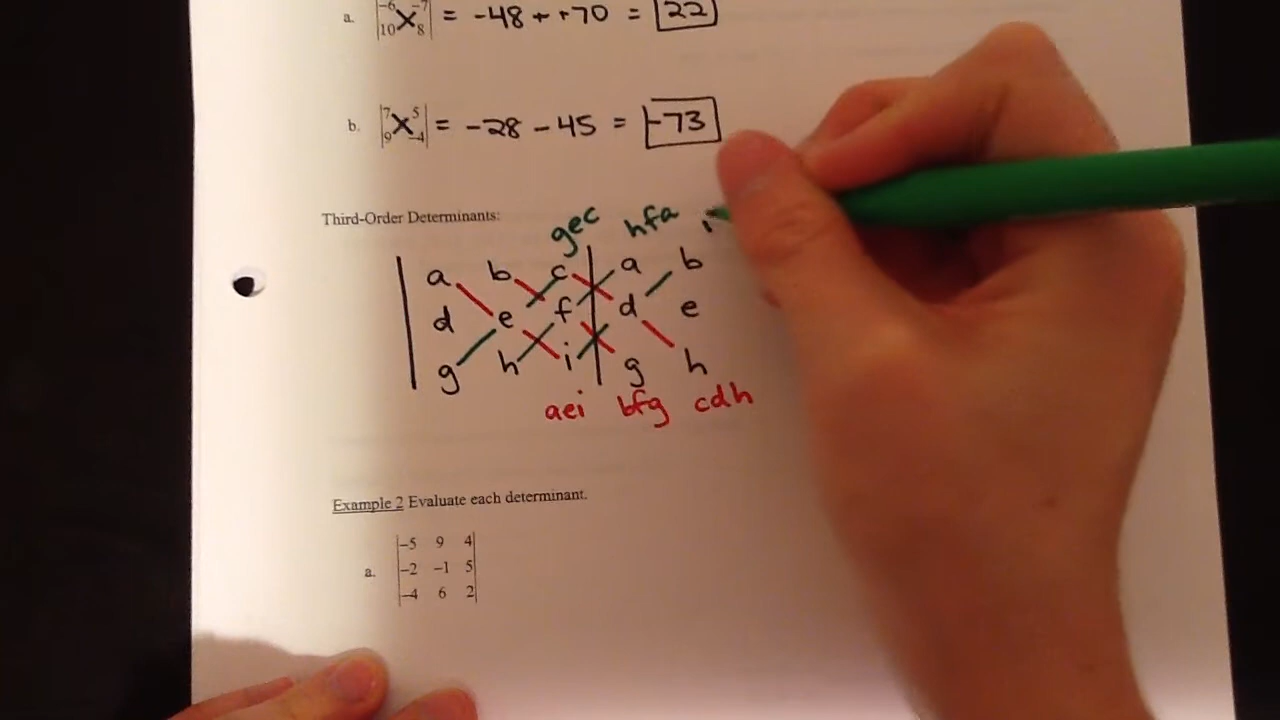 a. |-6 -7| = -48 + +70 = 22
|10 8|
b. |7 5| = -28 - 45 = -73
|9 -4|
Third-Order Determinants:
gec hfa
a b c a b
d e f d e
g h i g h
aei bfg cdh
Example 2 Evaluate each determinant.
-5 9 4
a. -2 -1 5
-4 6 2